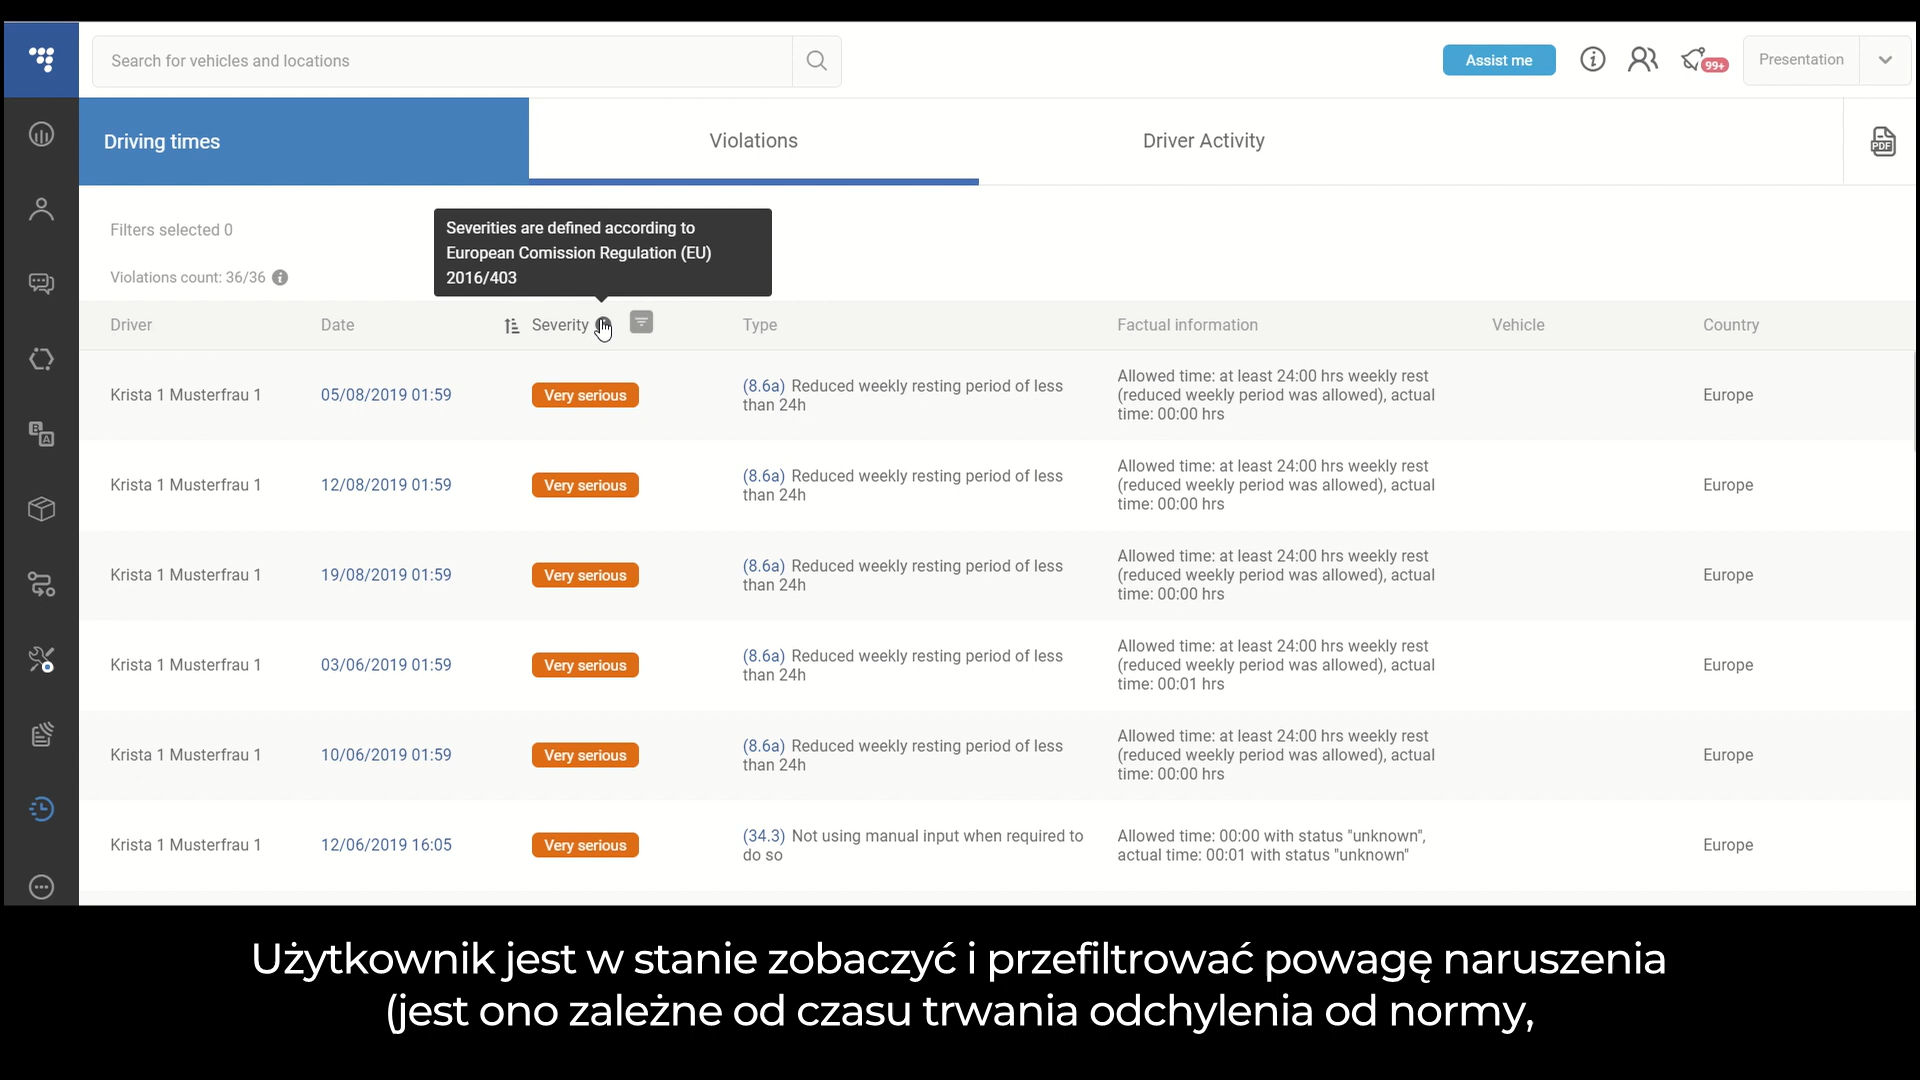 Search for vehicles and locations
Assist me
99+
Presentation
Driving times
Violations
Driver Activity
PDF
Filters selected 0
Severities are defined according to
European Comission Regulation (EU)
2016/403
Violations count: 36/36
Driver
Date
Severity
Type
Factual information
Vehicle
Country
Krista 1 Musterfrau 1
05/08/2019 01:59
Very serious
(8.6a) Reduced weekly resting period of less
than 24h
Allowed time: at least 24:00 hrs weekly rest
(reduced weekly period was allowed), actual
time: 00:00 hrs
Europe
Krista 1 Musterfrau 1
12/08/2019 01:59
Very serious
(8.6a) Reduced weekly resting period of less
than 24h
Allowed time: at least 24:00 hrs weekly rest
(reduced weekly period was allowed), actual
time: 00:00 hrs
Europe
Krista 1 Musterfrau 1
19/08/2019 01:59
Very serious
(8.6a) Reduced weekly resting period of less
than 24h
Allowed time: at least 24:00 hrs weekly rest
(reduced weekly period was allowed), actual
time: 00:00 hrs
Europe
Krista 1 Musterfrau 1
03/06/2019 01:59
Very serious
(8.6a) Reduced weekly resting period of less
than 24h
Allowed time: at least 24:00 hrs weekly rest
(reduced weekly period was allowed), actual
time: 00:01 hrs
Europe
Krista 1 Musterfrau 1
10/06/2019 01:59
Very serious
(8.6a) Reduced weekly resting period of less
than 24h
Allowed time: at least 24:00 hrs weekly rest
(reduced weekly period was allowed), actual
time: 00:00 hrs
Europe
Krista 1 Musterfrau 1
12/06/2019 16:05
Very serious
(34.3) Not using manual input when required to
do so
Allowed time: 00:00 with status "unknown",
actual time: 00:01 with status "unknown"
Europe
Użytkownik jest w stanie zobaczyć i przefiltrować powagę naruszenia
(jest ono zależne od czasu trwania odchylenia od normy,